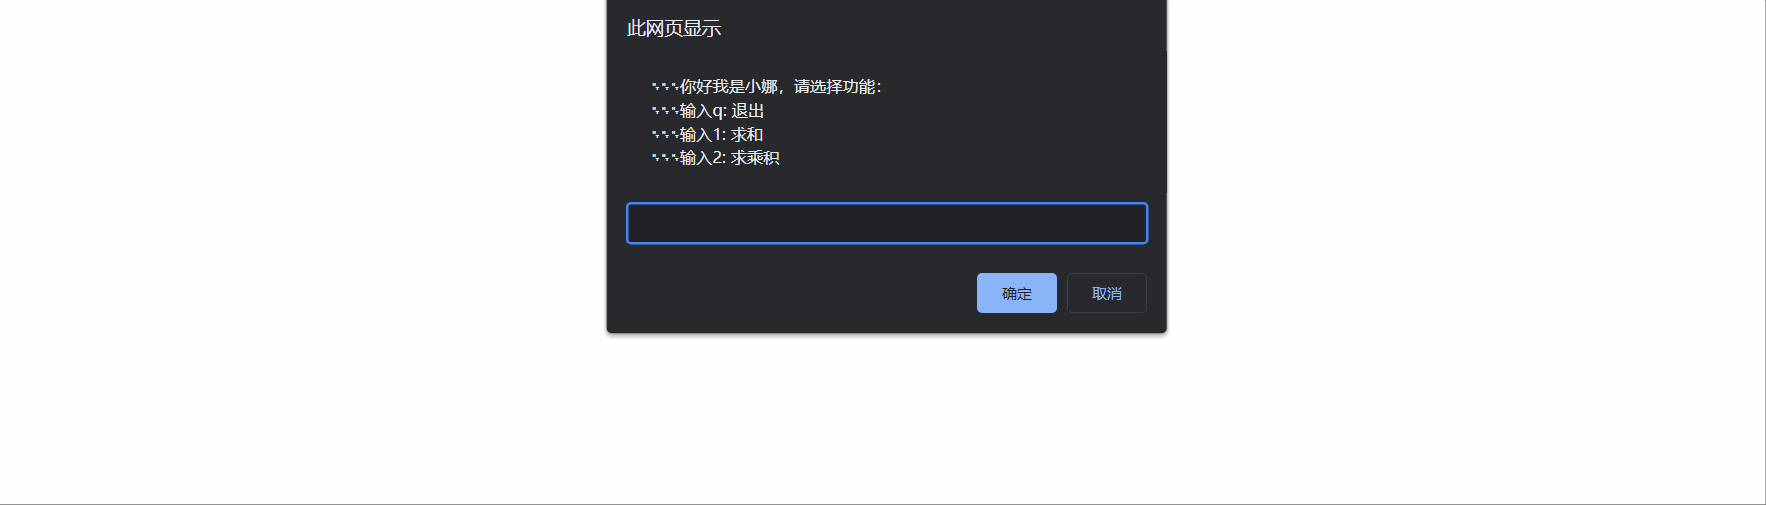 此网页显示
你好我是小娜，请选择功能：
输入q: 退出
输入1: 求和
输入2: 求乘积
确定
取消